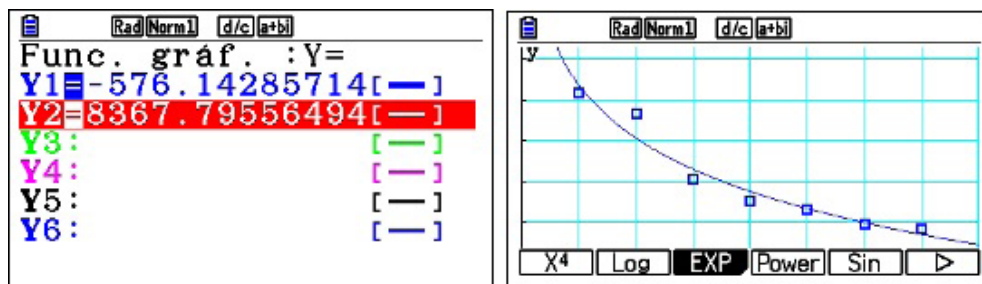 Rad Norm1 d/c a+bi
Func. gráf. :Y=
Y1=-576.14285714[—]
Y2=8367.79556494[—]
Y3: [—]
Y4: [—]
Y5: [—]
Y6: [—]
Rad Norm1 d/c a+bi
y
X4 Log EXP Power Sin ▷